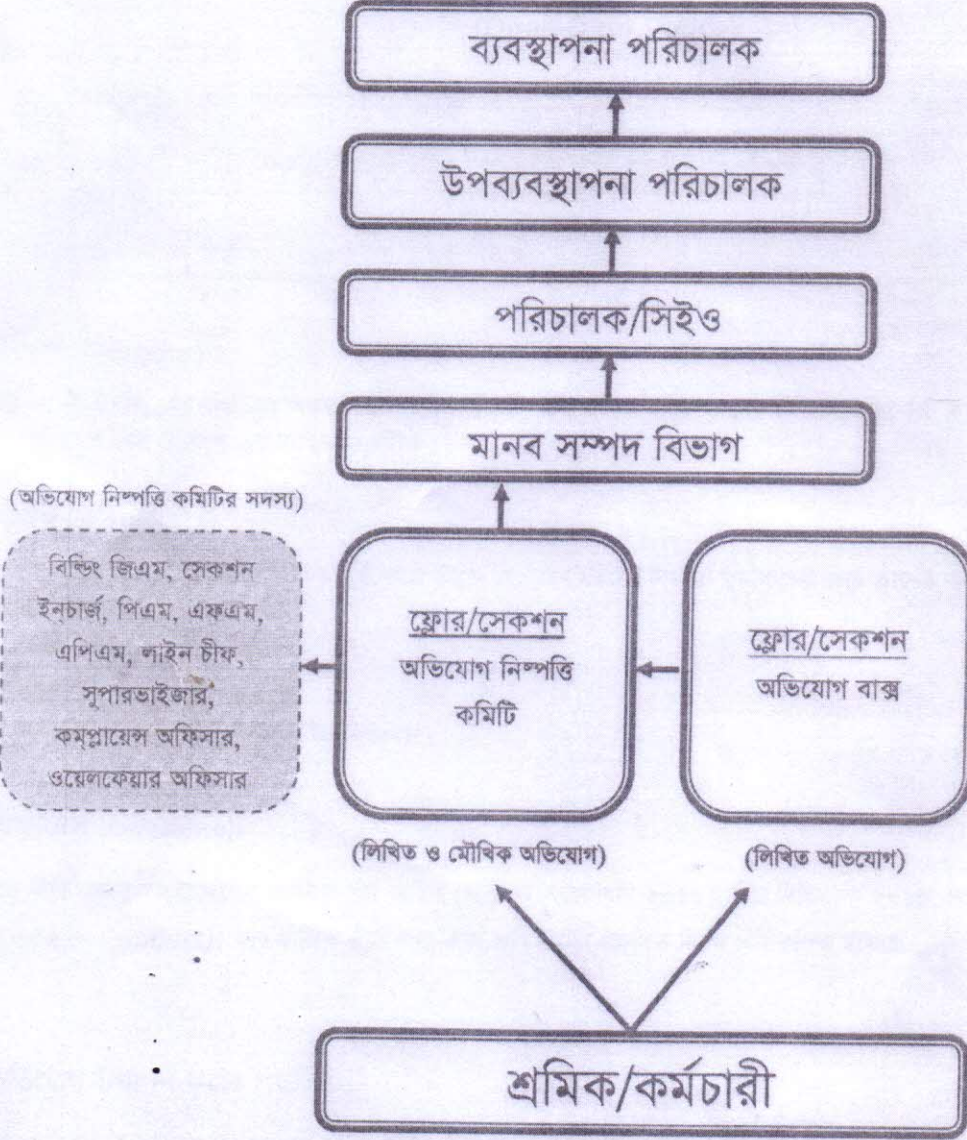 ব্যবস্থাপনা পরিচালক
উপব্যবস্থাপনা পরিচালক
পরিচালক/সিইও
মানব সম্পদ বিভাগ
(অভিযোগ নিষ্পত্তি কমিটির সদস্য)
বিল্ডিং জিএম, সেকশন
ইন্‌চার্জ, পিএম, এফএম,
এপিএম, লাইন চীফ,
সুপারভাইজার,
কম্‌প্লায়েন্স অফিসার,
ওয়েলফেয়ার অফিসার
ফ্লোর/সেকশন
অভিযোগ নিষ্পত্তি
কমিটি
ফ্লোর/সেকশন
অভিযোগ বাক্স
(লিখিত ও মৌখিক অভিযোগ)
(লিখিত অভিযোগ)
শ্রমিক/কর্মচারী